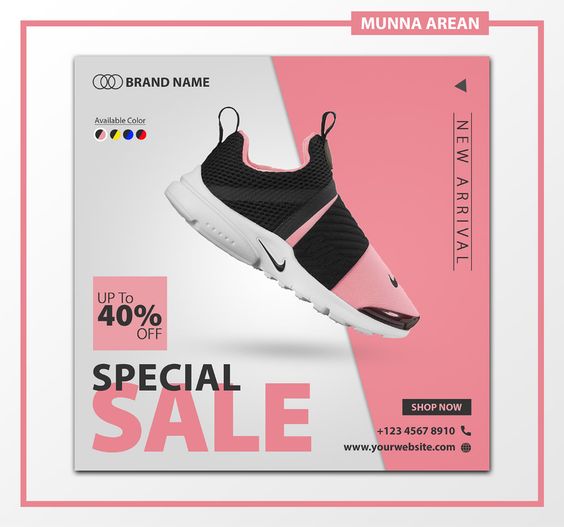 MUNNA AREAN
BRAND NAME
Available Color
NEW ARRIVAL
UP To
40%
OFF
SPECIAL
SALE
SHOP NOW
+123 4567 8910
www.yourwebsite.com